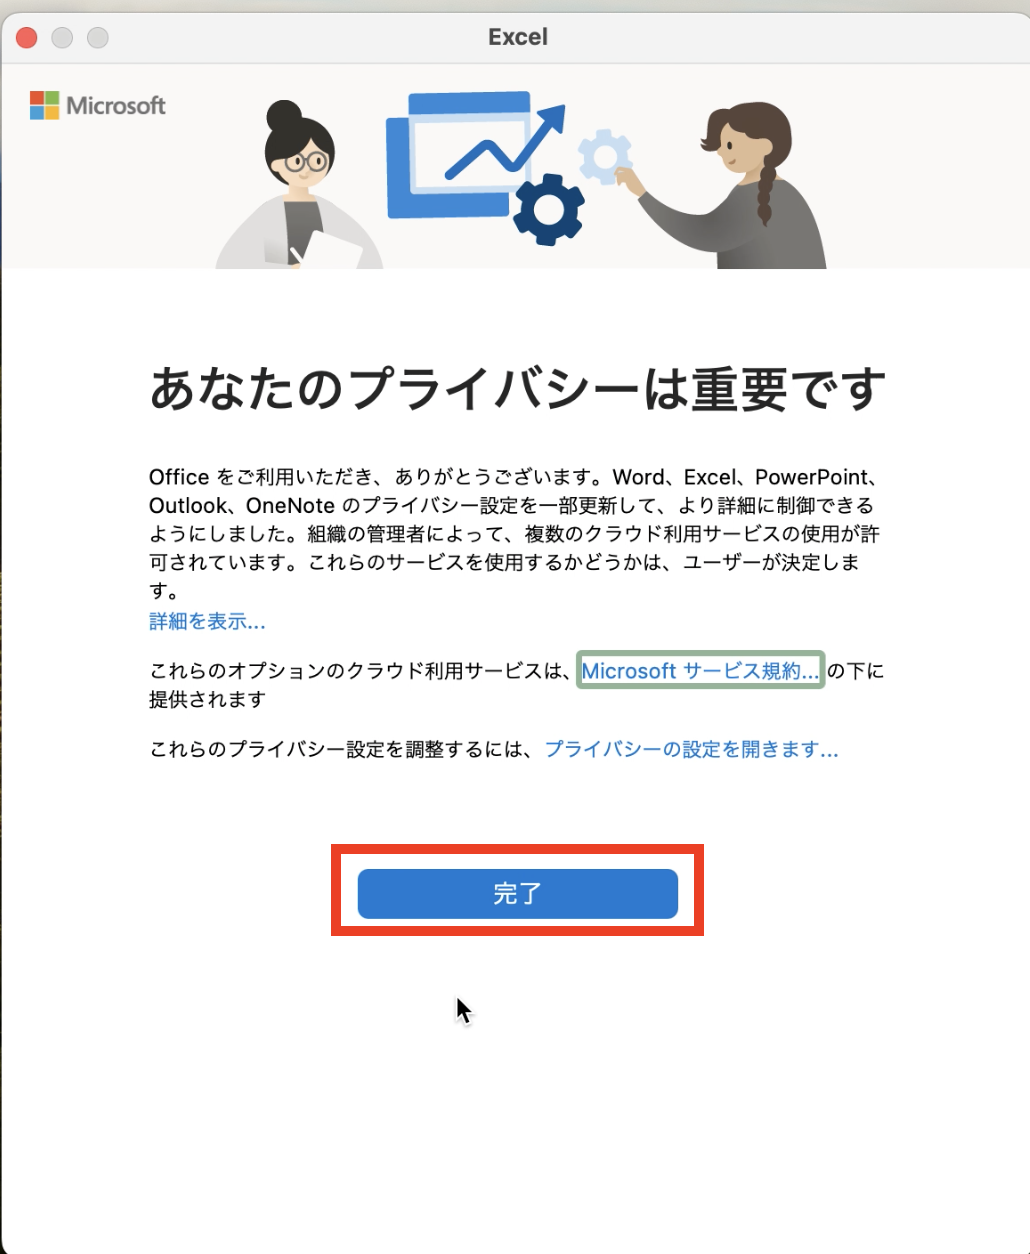 Excel
Microsoft
あなたのプライバシーは重要です
Office をご利用いただき、ありがとうございます。Word、Excel、PowerPoint、
Outlook、OneNote のプライバシー設定を一部更新して、より詳細に制御できる
ようにしました。組織の管理者によって、複数のクラウド利用サービスの使用が許
可されています。これらのサービスを使用するかどうかは、ユーザーが決定しま
す。
詳細を表示...
これらのオプションのクラウド利用サービスは、Microsoft サービス規約...の下に
提供されます
これらのプライバシー設定を調整するには、プライバシーの設定を開きます...
完了